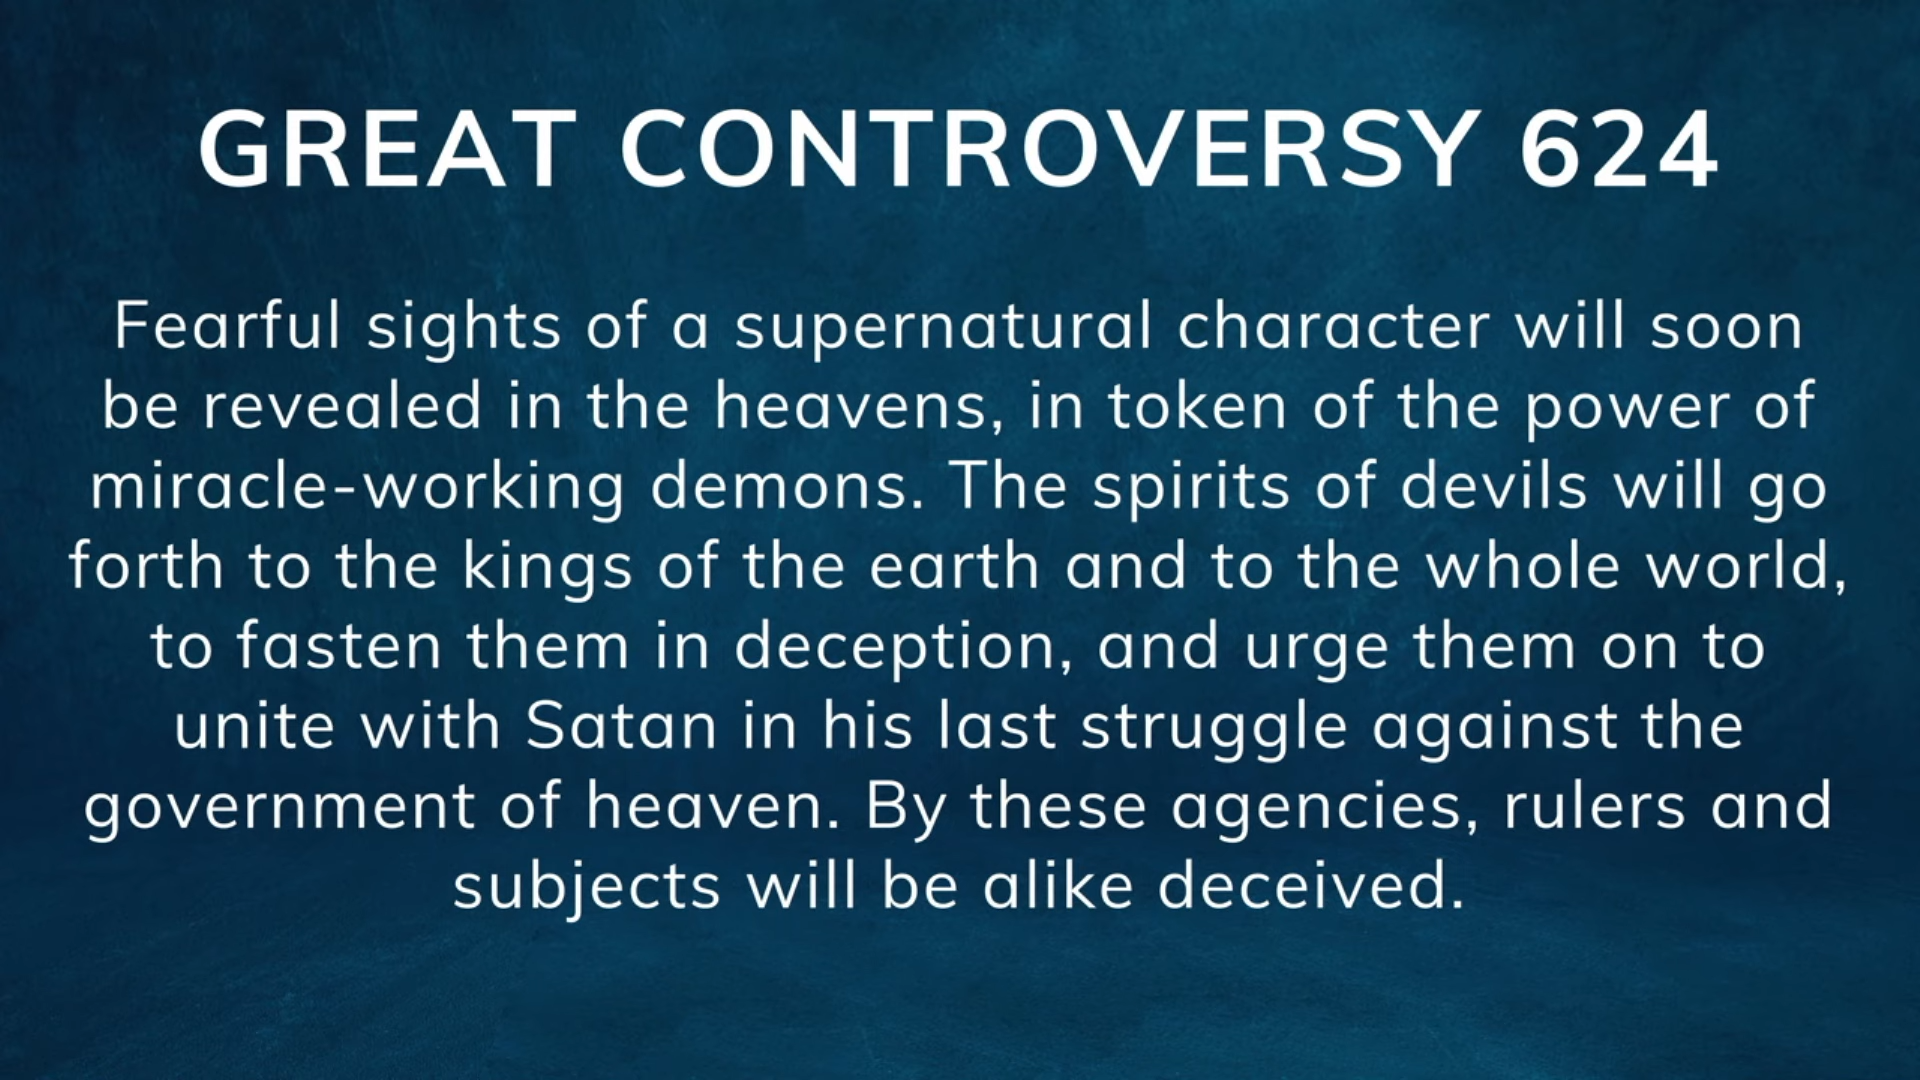 GREAT CONTROVERSY 624
Fearful sights of a supernatural character will soon
be revealed in the heavens, in token of the power of
miracle-working demons. The spirits of devils will go
forth to the kings of the earth and to the whole world,
to fasten them in deception, and urge them on to
unite with Satan in his last struggle against the
government of heaven. By these agencies, rulers and
subjects will be alike deceived.